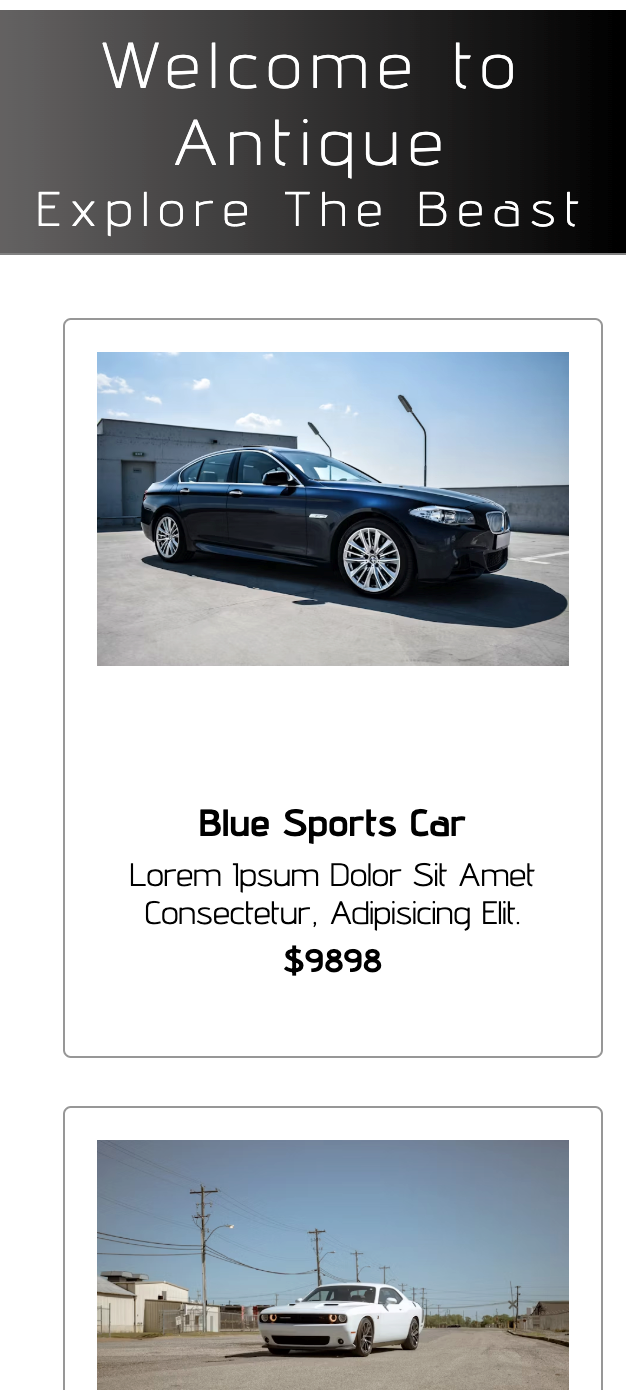 Welcome to
Antique
Explore The Beast
Blue Sports Car
Lorem Ipsum Dolor Sit Amet
Consectetur, Adipisicing Elit.
$9898